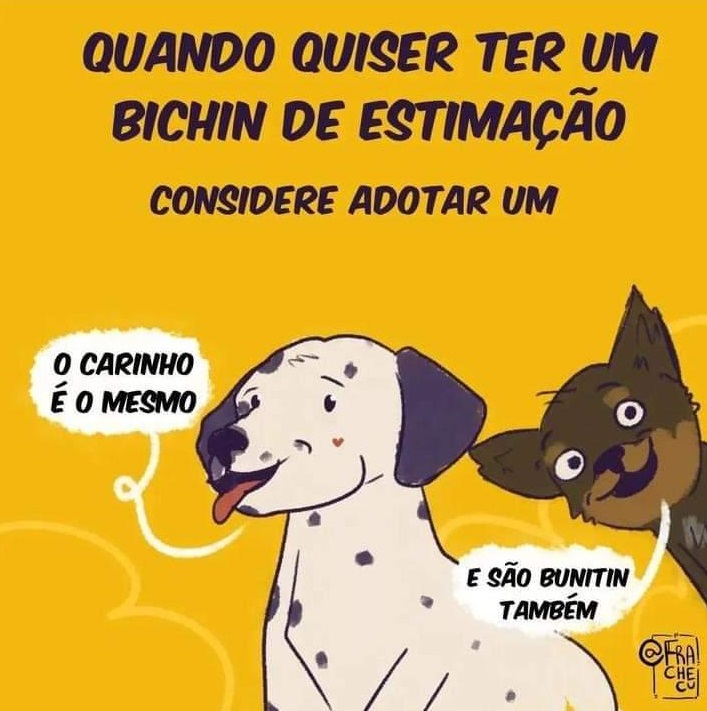 QUANDO QUISER TER UM
BICHIN DE ESTIMAÇÃO
CONSIDERE ADOTAR UM
O CARINHO
É O MESMO
E SÃO BUNITIN
TAMBÉM
@FRA
CHE
CU